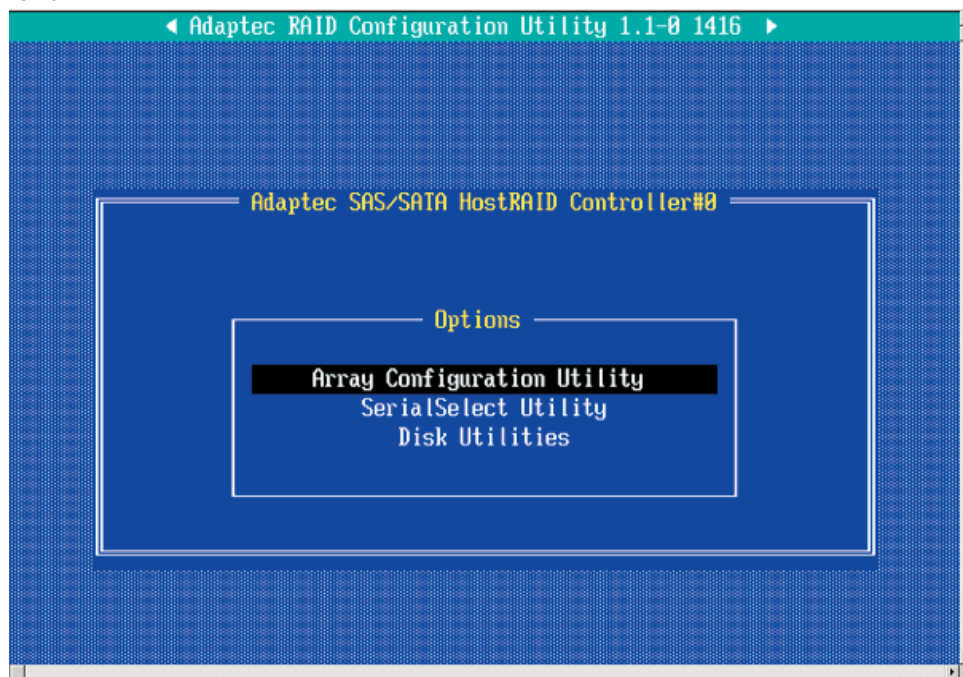 Adaptec RAID Configuration Utility 1.1-0 1416
Adaptec SAS/SATA HostRAID Controller#0
Options
Array Configuration Utility
SerialSelect Utility
Disk Utilities